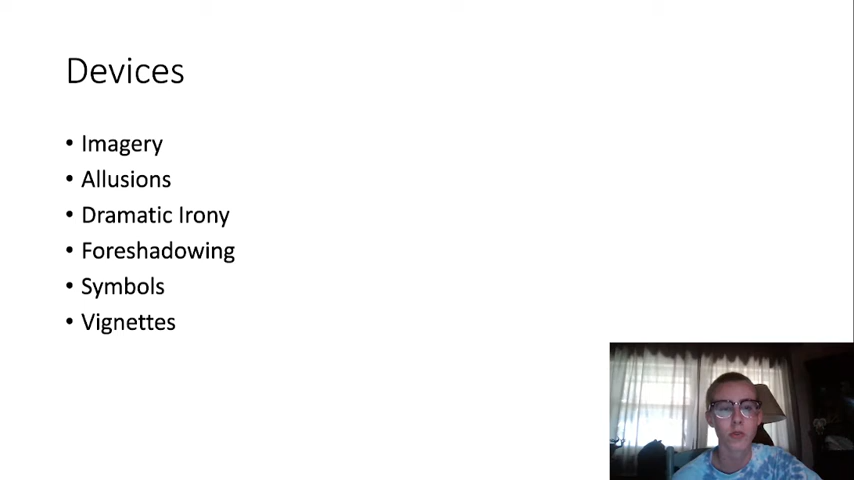 Devices
• Imagery
• Allusions
• Dramatic Irony
• Foreshadowing
• Symbols
• Vignettes